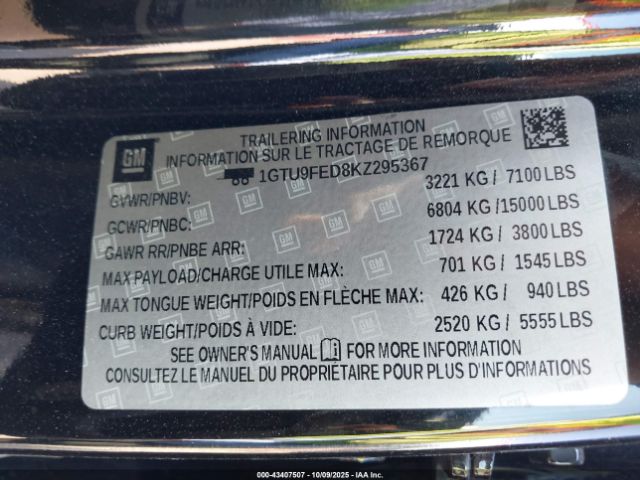 GM
TRAILERING INFORMATION
INFORMATION SUR LE TRACTAGE DE REMORQUE
1GTU9FED8KZ295367
GVWR/PNBV: 3221 KG / 7100 LBS
GCWR/PNBC: 6804 KG /15000 LBS
GAWR RR/PNBE ARR: 1724 KG / 3800 LBS
MAX PAYLOAD/CHARGE UTILE MAX: 701 KG / 1545 LBS
MAX TONGUE WEIGHT/POIDS EN FLÈCHE MAX: 426 KG / 940 LBS
CURB WEIGHT/POIDS À VIDE: 2520 KG / 5555 LBS
SEE OWNER'S MANUAL FOR MORE INFORMATION
CONSULTEZ LE MANUEL DU PROPRIÉTAIRE POUR PLUS D'INFORMATIONS
000-43407507 - 10/09/2025 - IAAI.COM